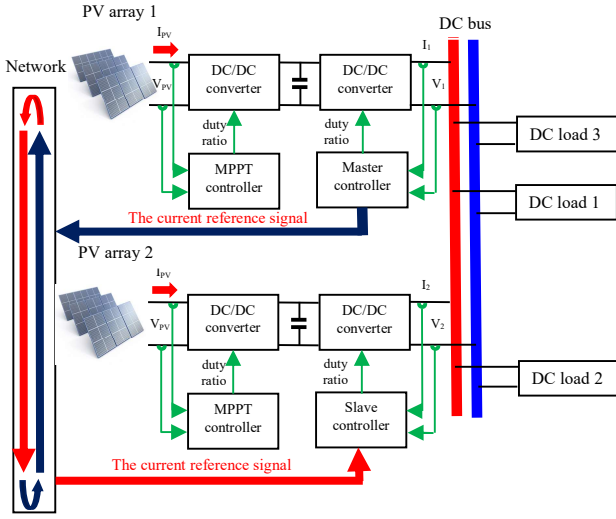 PV array 1
DC bus
I_PV
I_1
Network
DC/DC
converter
DC/DC
converter
V_PV
V_1
duty
ratio
duty
ratio
DC load 3
MPPT
controller
Master
controller
DC load 1
The current reference signal
PV array 2
I_PV
I_2
DC/DC
converter
DC/DC
converter
V_PV
V_2
duty
ratio
duty
ratio
DC load 2
MPPT
controller
Slave
controller
The current reference signal